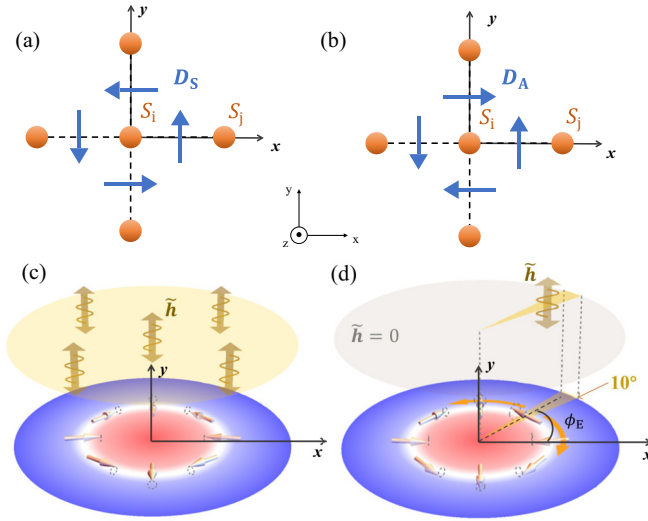 (a)
y
D_S
S_i
S_j
x
(b)
y
D_A
S_i
S_j
x
y
z
x
(c)
h̃
y
x
(d)
h̃
h̃ = 0
y
10°
ϕ_E
x